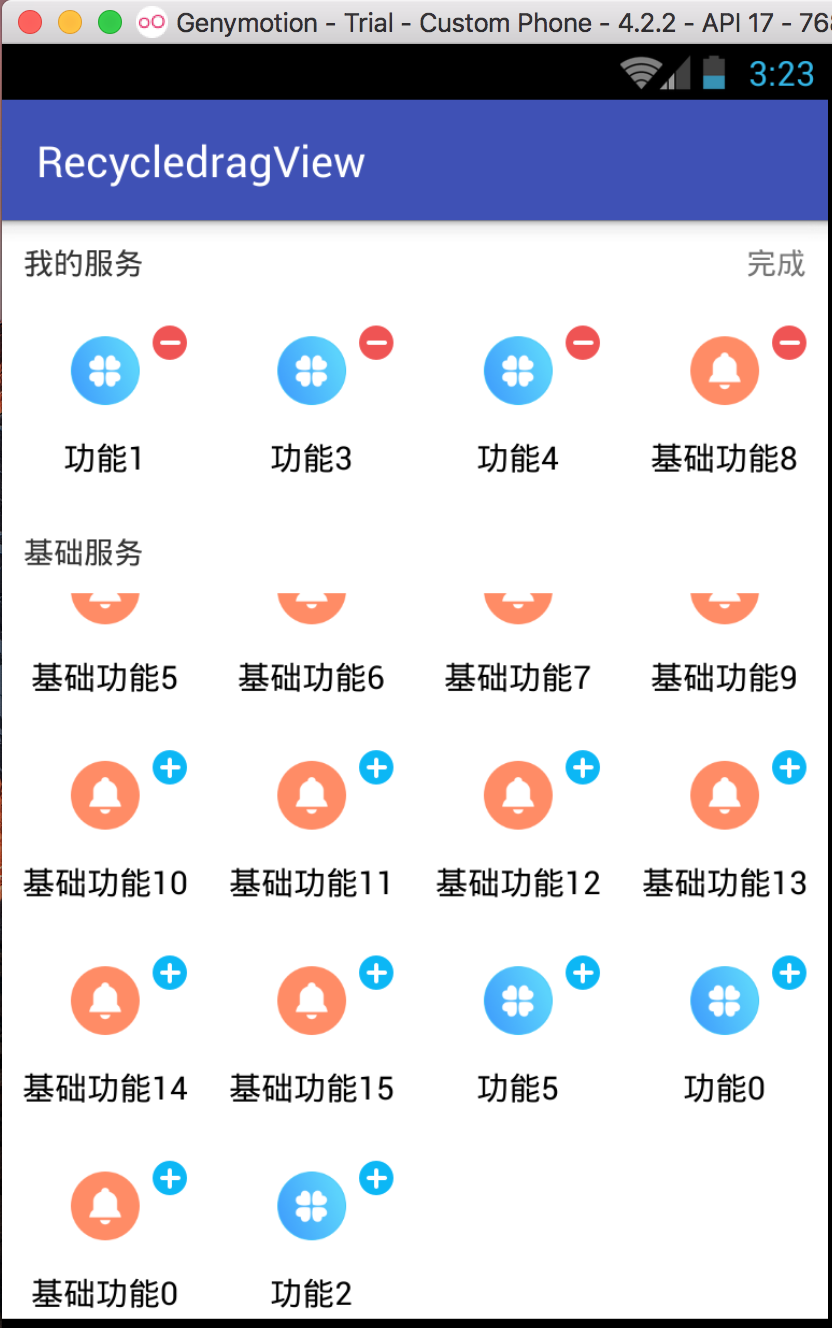 Genymotion - Trial - Custom Phone - 4.2.2 - API 17 - 768
3:23
RecycledragView
我的服务 完成
功能1 功能3 功能4 基础功能8
基础服务
基础功能5 基础功能6 基础功能7 基础功能9
基础功能10 基础功能11 基础功能12 基础功能13
基础功能14 基础功能15 功能5 功能0
基础功能0 功能2